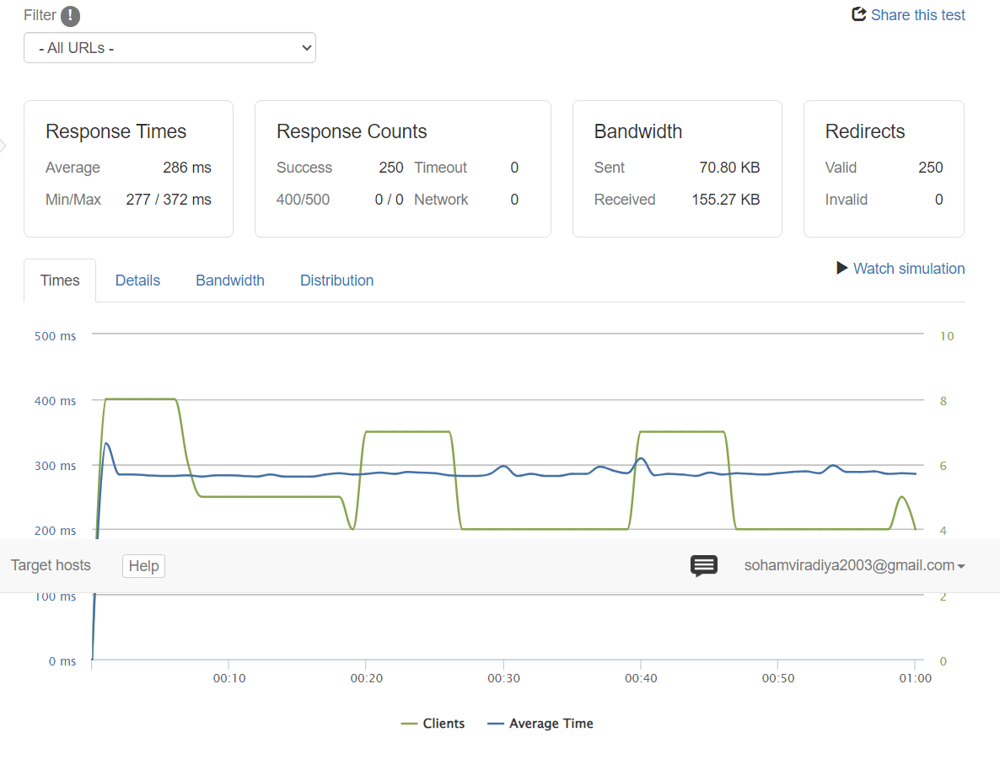 Filter !
Share this test
- All URLs -
Response Times
Average 286 ms
Min/Max 277 / 372 ms
Response Counts
Success 250 Timeout 0
400/500 0 / 0 Network 0
Bandwidth
Sent 70.80 KB
Received 155.27 KB
Redirects
Valid 250
Invalid 0
Times Details Bandwidth Distribution
Watch simulation
500 ms 10
400 ms 8
300 ms 6
200 ms 4
Target hosts Help sohamviradiya2003@gmail.com
100 ms 2
0 ms 0
00:10 00:20 00:30 00:40 00:50 01:00
Clients Average Time